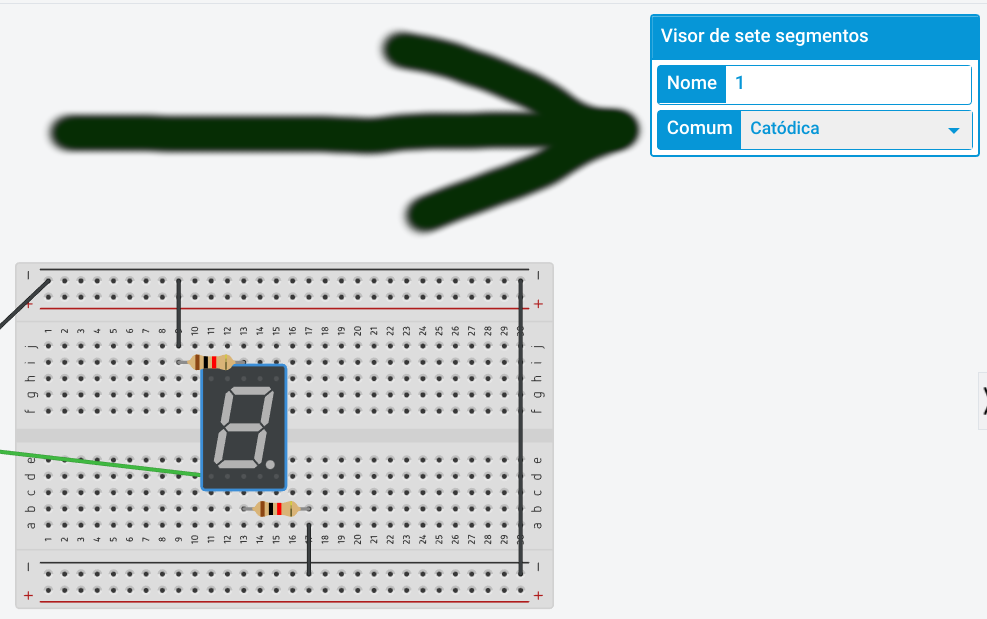 Visor de sete segmentos
Nome 1
Comum Catódica
− −
+ +
1 2 3 4 5 6 7 8 9 10 11 12 13 14 15 16 17 18 19 20 21 22 23 24 25 26 27 28 29
j j
i i
h h
g g
f f
e e
d d
c c
b b
a a
1 2 3 4 5 6 7 8 9 10 11 12 13 14 15 16 17 18 19 20 21 22 23 24 25 26 27 28 29
− −
+ +